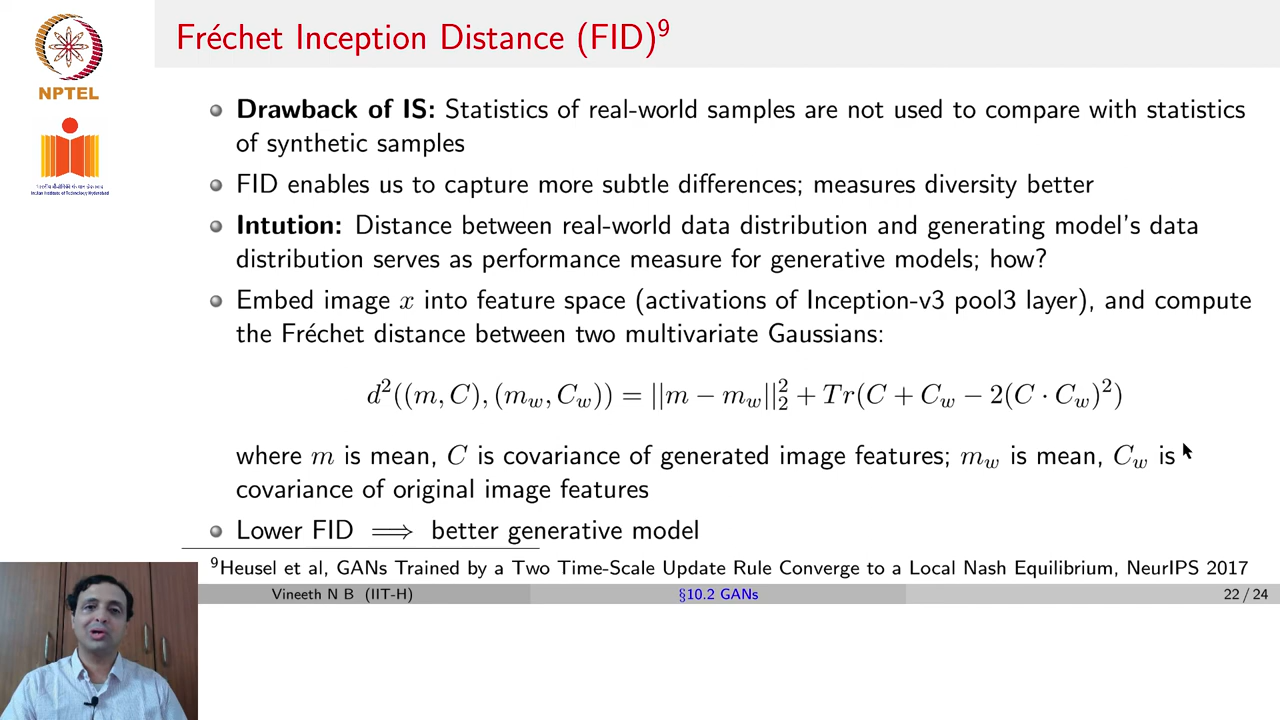 Fréchet Inception Distance (FID)⁹
NPTEL
Drawback of IS: Statistics of real-world samples are not used to compare with statistics
of synthetic samples
FID enables us to capture more subtle differences; measures diversity better
Intution: Distance between real-world data distribution and generating model's data
distribution serves as performance measure for generative models; how?
Embed image x into feature space (activations of Inception-v3 pool3 layer), and compute
the Fréchet distance between two multivariate Gaussians:
d²((m, C), (m_w, C_w)) = ||m − m_w||₂² + Tr(C + C_w − 2(C · C_w)²)
where m is mean, C is covariance of generated image features; m_w is mean, C_w is
covariance of original image features
Lower FID ⟹ better generative model
⁹Heusel et al, GANs Trained by a Two Time-Scale Update Rule Converge to a Local Nash Equilibrium, NeurIPS 2017
Vineeth N B (IIT-H) §10.2 GANs 22 / 24